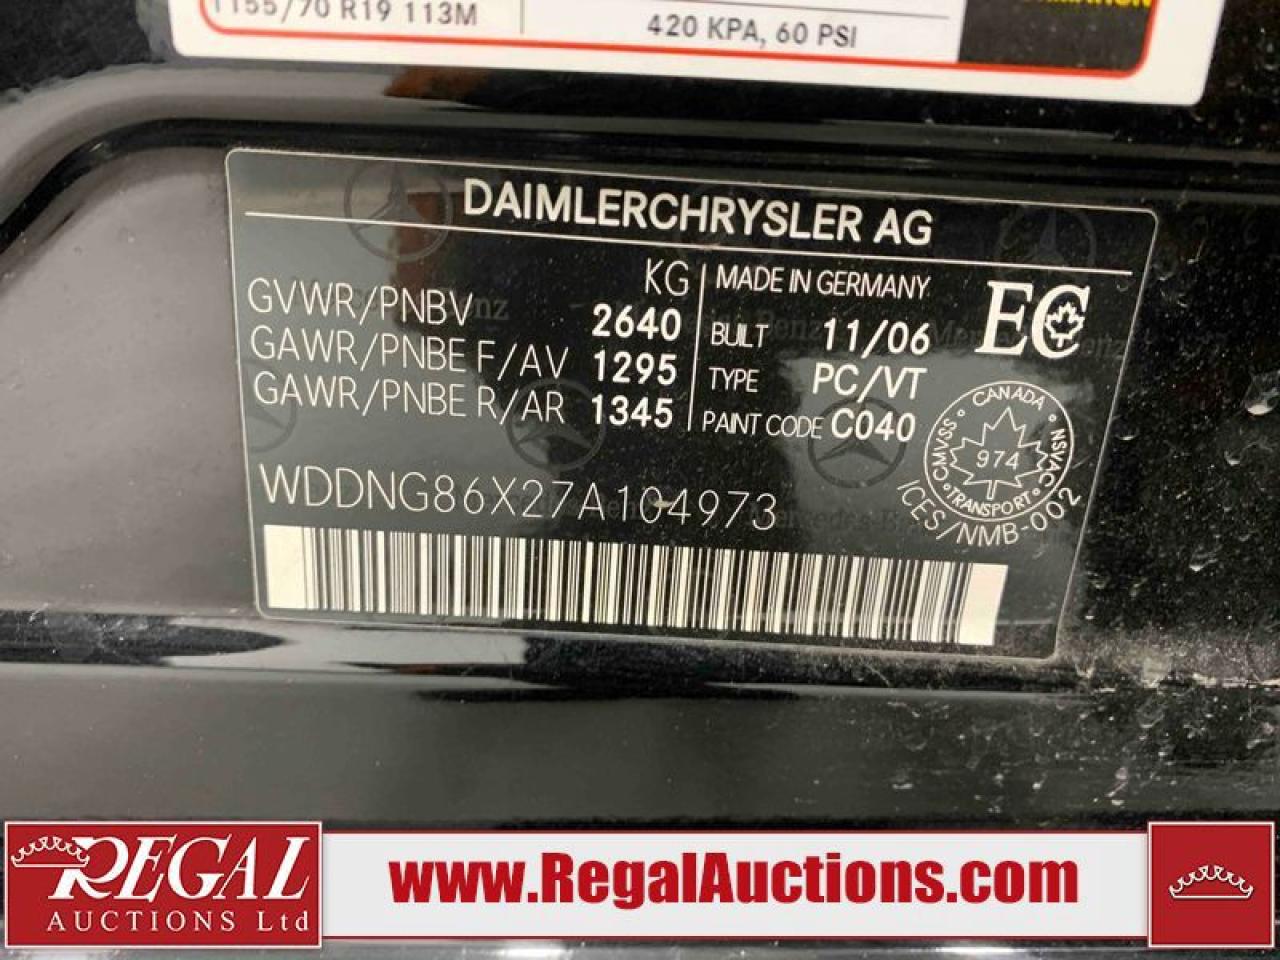 T155/70 R19 113M
420 KPA, 60 PSI
DAIMLERCHRYSLER AG
KG
GVWR/PNBV 2640
GAWR/PNBE F/AV 1295
GAWR/PNBE R/AR 1345
MADE IN GERMANY
BUILT 11/06
TYPE PC/VT
PAINT CODE C040
EC
CANADA
CMVSS NSVAC
974
TRANSPORT
ICES/NMB-002
WDDNG86X27A104973
REGAL
AUCTIONS Ltd
www.RegalAuctions.com